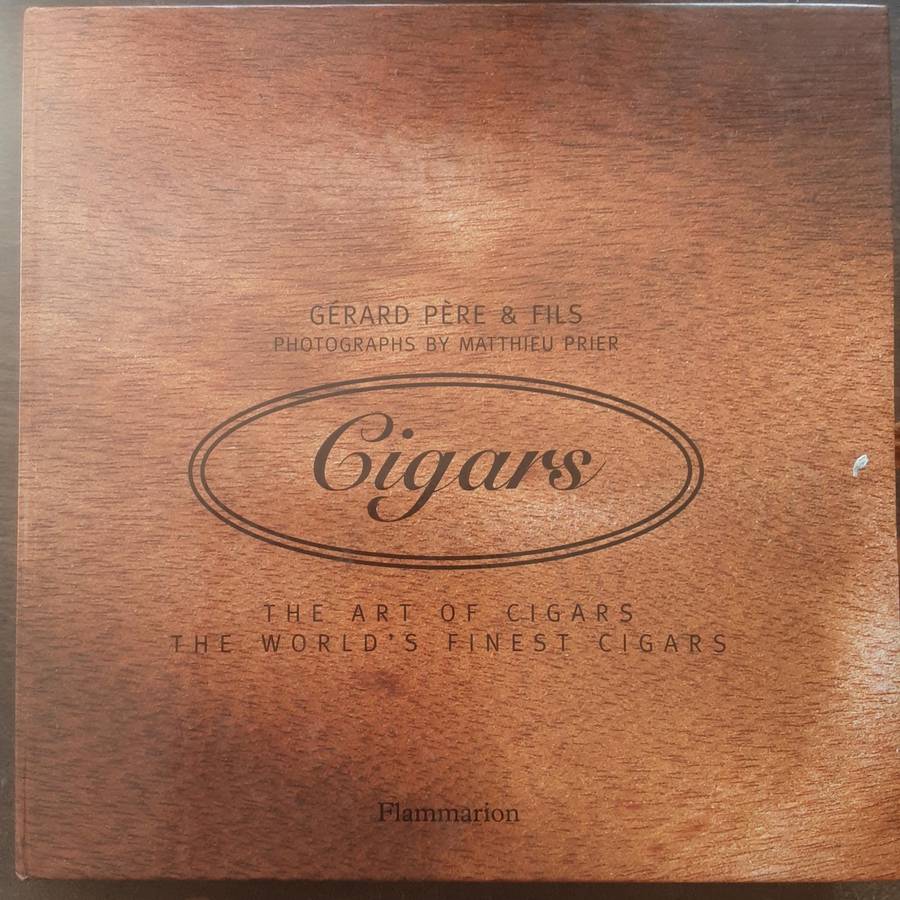 GÉRARD PÈRE & FILS
PHOTOGRAPHS BY MATTHIEU PRIER
Cigars
THE ART OF CIGARS
THE WORLD'S FINEST CIGARS
Flammarion